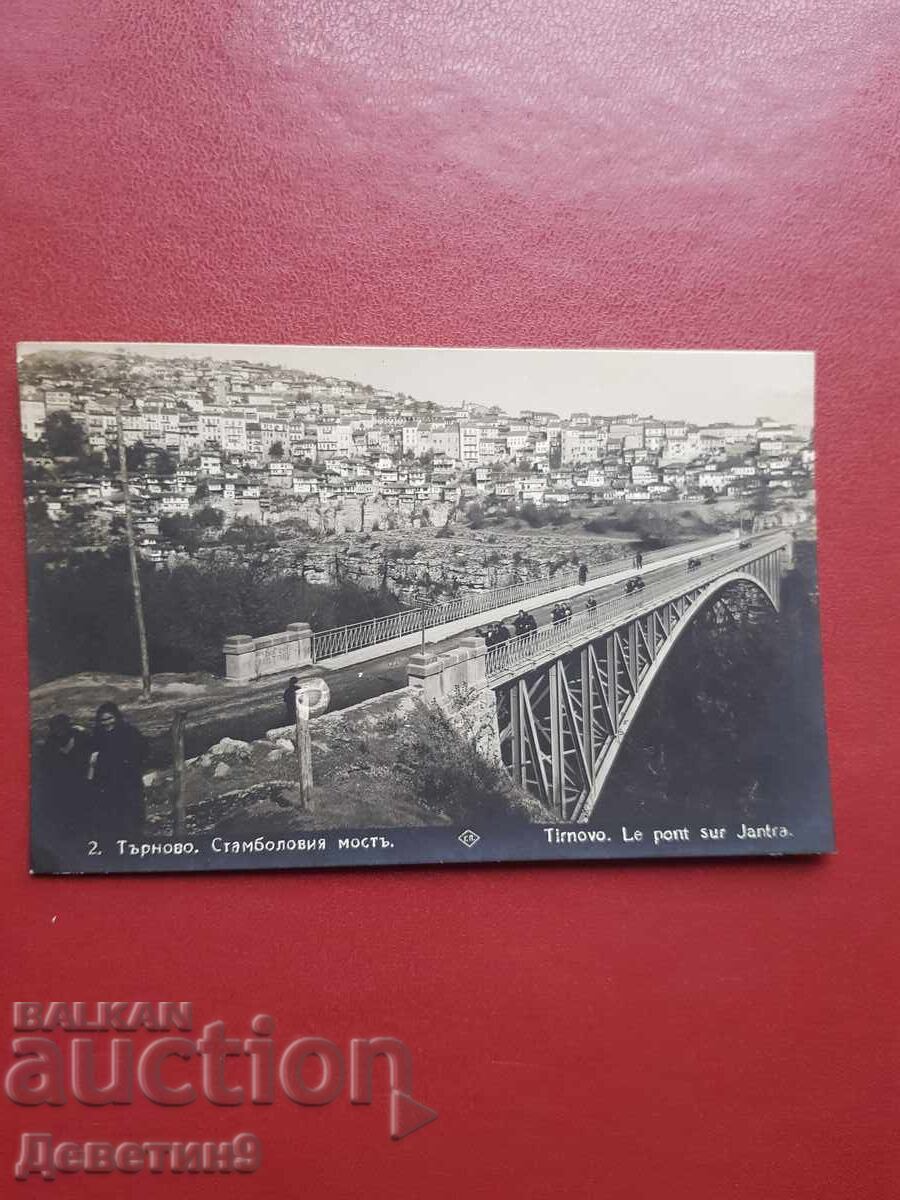 2. Търново. Стамболовия мостъ.
Г.П.
Tirnovo. Le pont sur Jantra.
BALKAN
auction
Деветин9